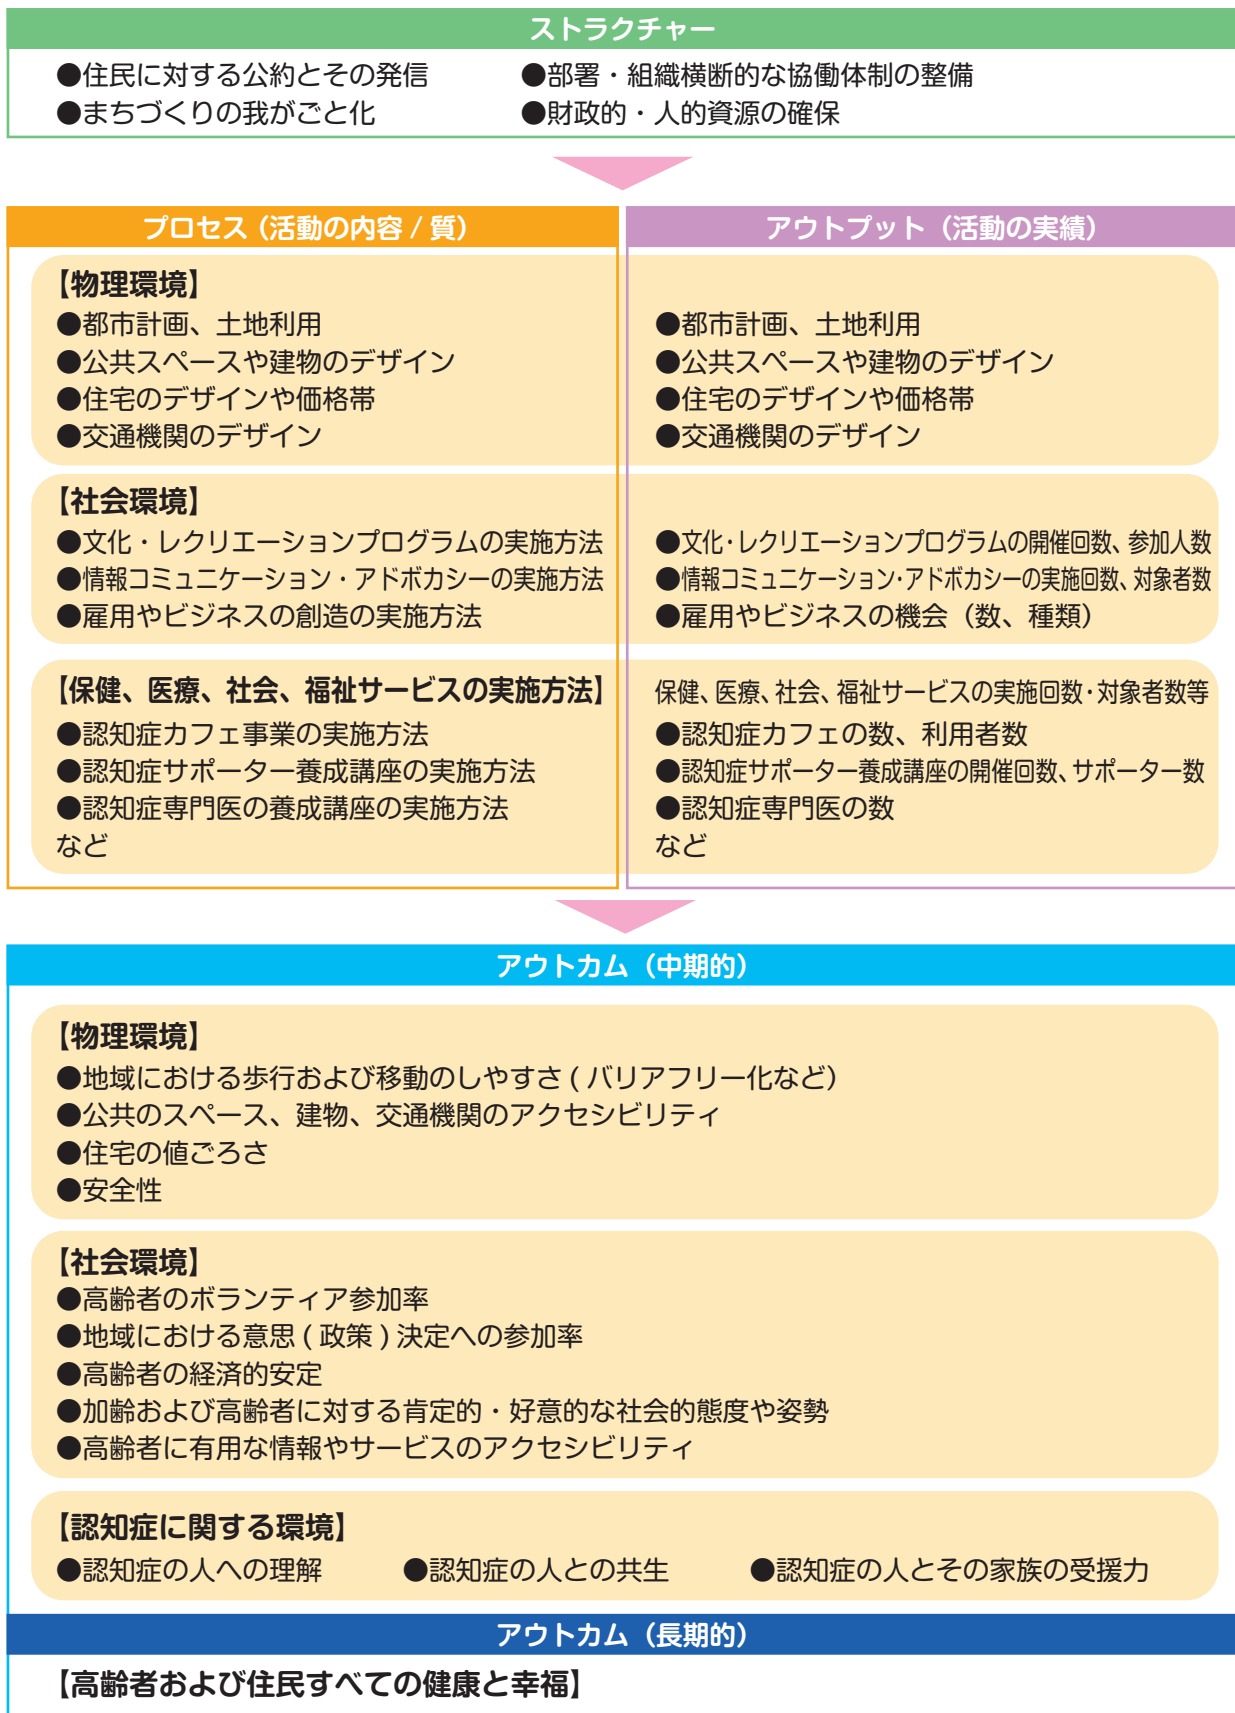 ストラクチャー
●住民に対する公約とその発信 ●部署・組織横断的な協働体制の整備
●まちづくりの我がごと化 ●財政的・人的資源の確保
プロセス（活動の内容 / 質）
【物理環境】
●都市計画、土地利用
●公共スペースや建物のデザイン
●住宅のデザインや価格帯
●交通機関のデザイン
【社会環境】
●文化・レクリエーションプログラムの実施方法
●情報コミュニケーション・アドボカシーの実施方法
●雇用やビジネスの創造の実施方法
【保健、医療、社会、福祉サービスの実施方法】
●認知症カフェ事業の実施方法
●認知症サポーター養成講座の実施方法
●認知症専門医の養成講座の実施方法
など
アウトプット（活動の実績）
●都市計画、土地利用
●公共スペースや建物のデザイン
●住宅のデザインや価格帯
●交通機関のデザイン
●文化・レクリエーションプログラムの開催回数、参加人数
●情報コミュニケーション・アドボカシーの実施回数、対象者数
●雇用やビジネスの機会（数、種類）
保健、医療、社会、福祉サービスの実施回数・対象者数等
●認知症カフェの数、利用者数
●認知症サポーター養成講座の開催回数、サポーター数
●認知症専門医の数
など
アウトカム（中期的）
【物理環境】
●地域における歩行および移動のしやすさ ( バリアフリー化など）
●公共のスペース、建物、交通機関のアクセシビリティ
●住宅の値ごろさ
●安全性
【社会環境】
●高齢者のボランティア参加率
●地域における意思 ( 政策 ) 決定への参加率
●高齢者の経済的安定
●加齢および高齢者に対する肯定的・好意的な社会的態度や姿勢
●高齢者に有用な情報やサービスのアクセシビリティ
【認知症に関する環境】
●認知症の人への理解 ●認知症の人との共生 ●認知症の人とその家族の受援力
アウトカム（長期的）
【高齢者および住民すべての健康と幸福】